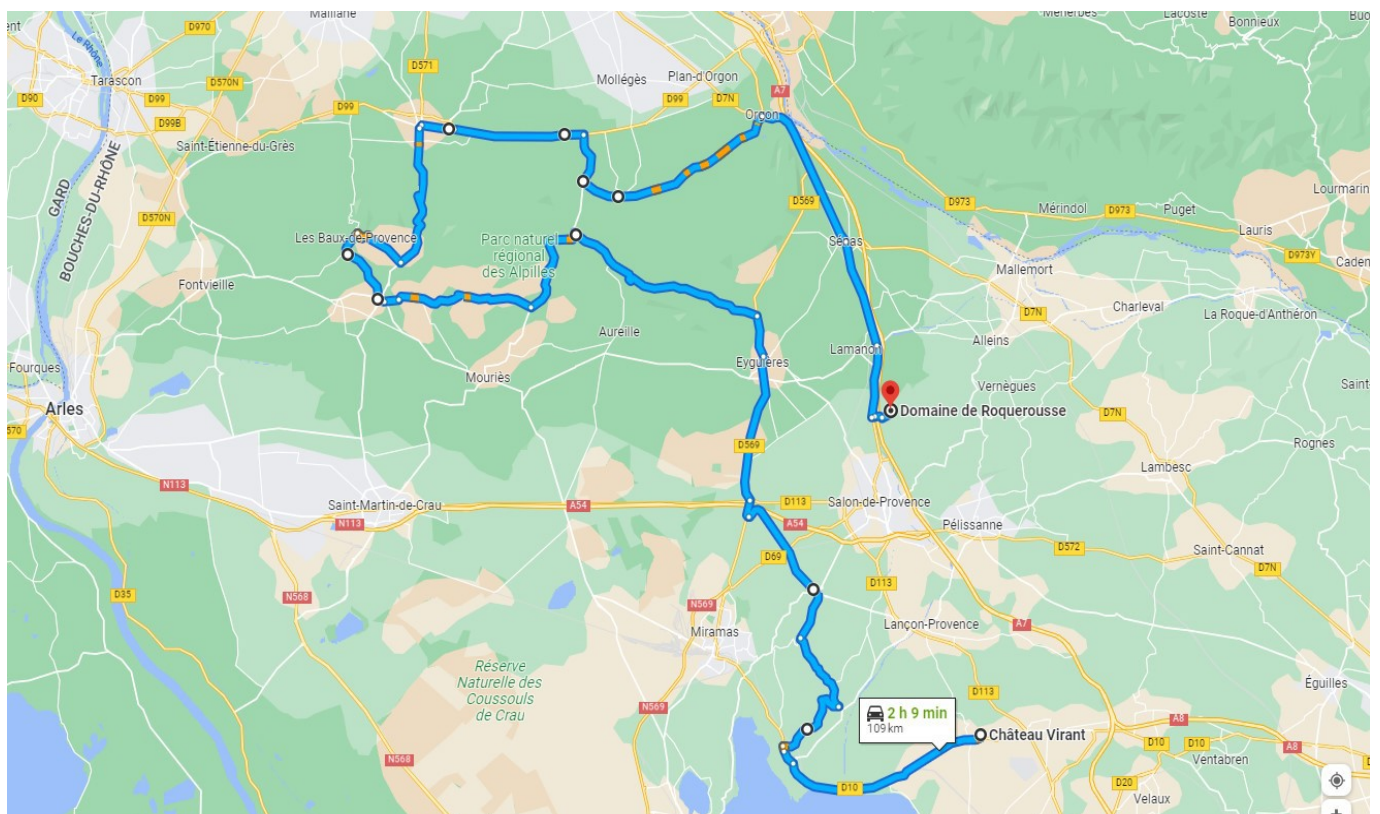 Maillane
Ménerbes
Lacoste
Bonnieux
D970
Le Rhône
D571
Tarascon
Mollégès
Plan-d'Orgon
D570N
D90
D99
D99
D99
D7N
A7
D99B
Orgon
Saint-Étienne-du-Grès
GARD
BOUCHES-DU-RHÔNE
Lourmarin
D570N
D569
D973
Mérindol
D973
Puget
Lauris
Les Baux-de-Provence
Parc naturel
régional
des Alpilles
Sénas
D973Y
Caden
Mallemort
Fontvieille
Charleval
La Roque-d'Anthéron
D7N
Aureille
Alleins
Lamanon
Eyguières
Fourques
Mouriès
Vernègues
Saint
Arles
Domaine de Roquerousse
D7N
570
D569
Rognes
Lambesc
N113
Saint-Martin-de-Crau
A54
D113
Salon-de-Provence
N113
A54
Pélissanne
D572
Saint-Cannat
D69
D7N
D35
N568
D113
N569
Miramas
Lançon-Provence
A7
Réserve
Naturelle des
Coussouls
de Crau
Éguilles
D113
N569
2 h 9 min
109 km
Château Virant
A8
D10
D10
A8
N568
Ventabren
D10
D20
Velaux